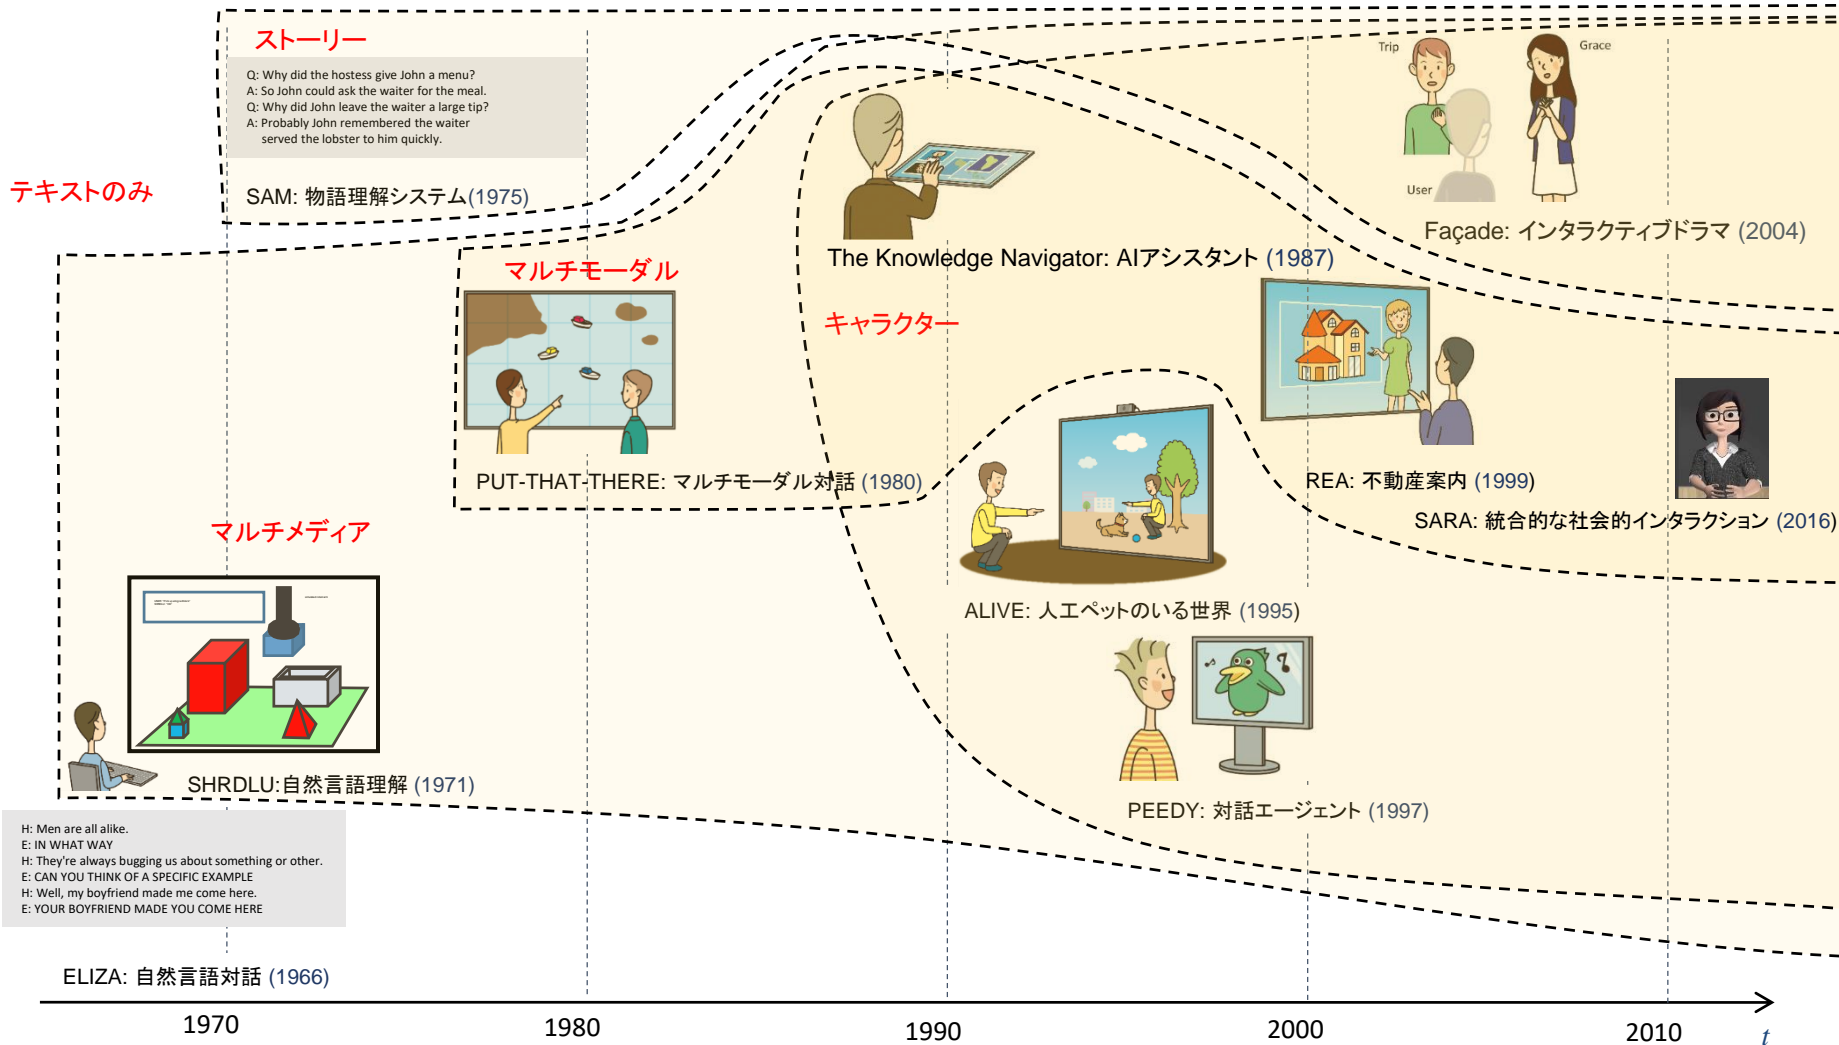 ストーリー
Q: Why did the hostess give John a menu?
A: So John could ask the waiter for the meal.
Q: Why did John leave the waiter a large tip?
A: Probably John remembered the waiter
served the lobster to him quickly.
テキストのみ
SAM: 物語理解システム(1975)
Trip
Grace
User
Façade: インタラクティブドラマ (2004)
The Knowledge Navigator: AIアシスタント (1987)
マルチモーダル
キャラクター
PUT-THAT-THERE: マルチモーダル対話 (1980)
REA: 不動産案内 (1999)
SARA: 統合的な社会的インタラクション (2016)
マルチメディア
ALIVE: 人工ペットのいる世界 (1995)
SHRDLU:自然言語理解 (1971)
PEEDY: 対話エージェント (1997)
H: Men are all alike.
E: IN WHAT WAY
H: They're always bugging us about something or other.
E: CAN YOU THINK OF A SPECIFIC EXAMPLE
H: Well, my boyfriend made me come here.
E: YOUR BOYFRIEND MADE YOU COME HERE
ELIZA: 自然言語対話 (1966)
1970
1980
1990
2000
2010
t